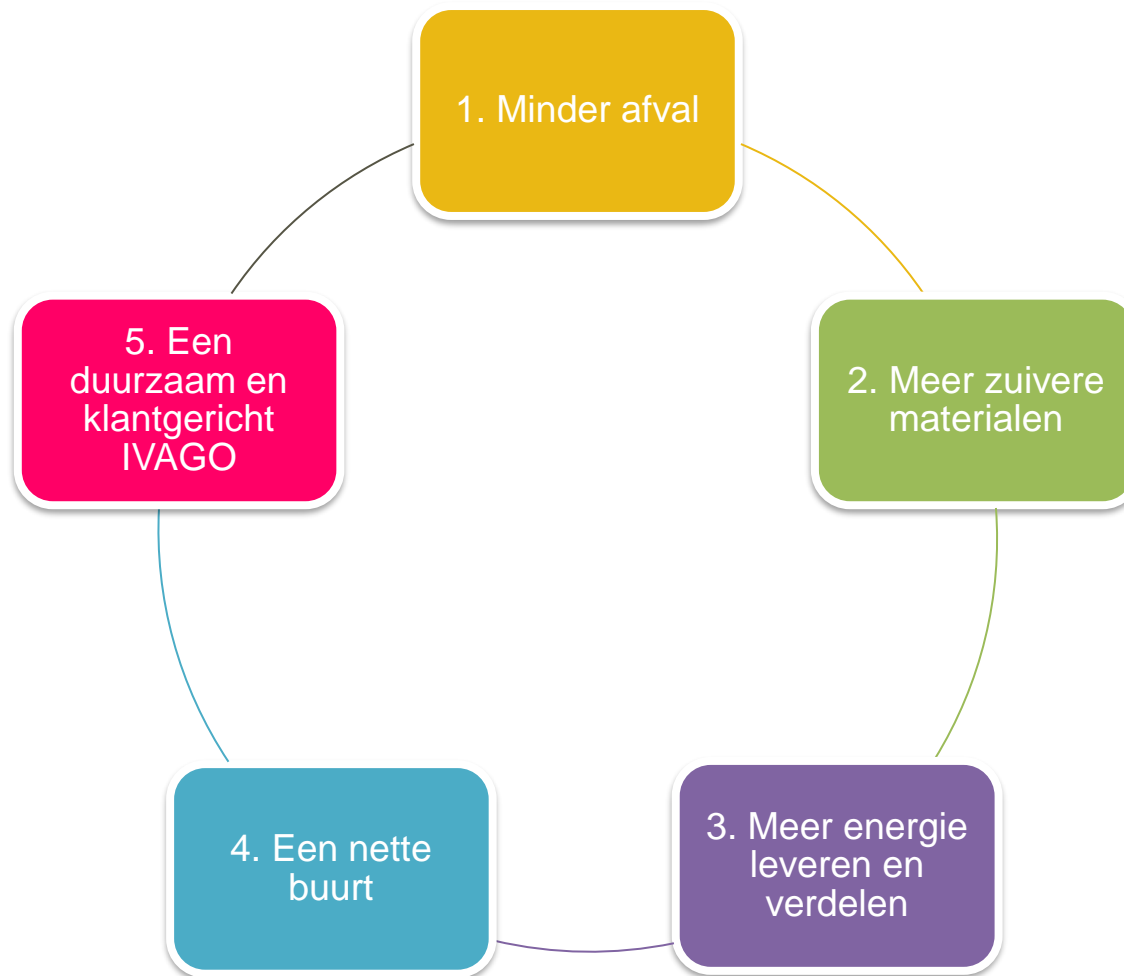 1. Minder afval
2. Meer zuivere
materialen
3. Meer energie
leveren en
verdelen
4. Een nette
buurt
5. Een
duurzaam en
klantgericht
IVAGO